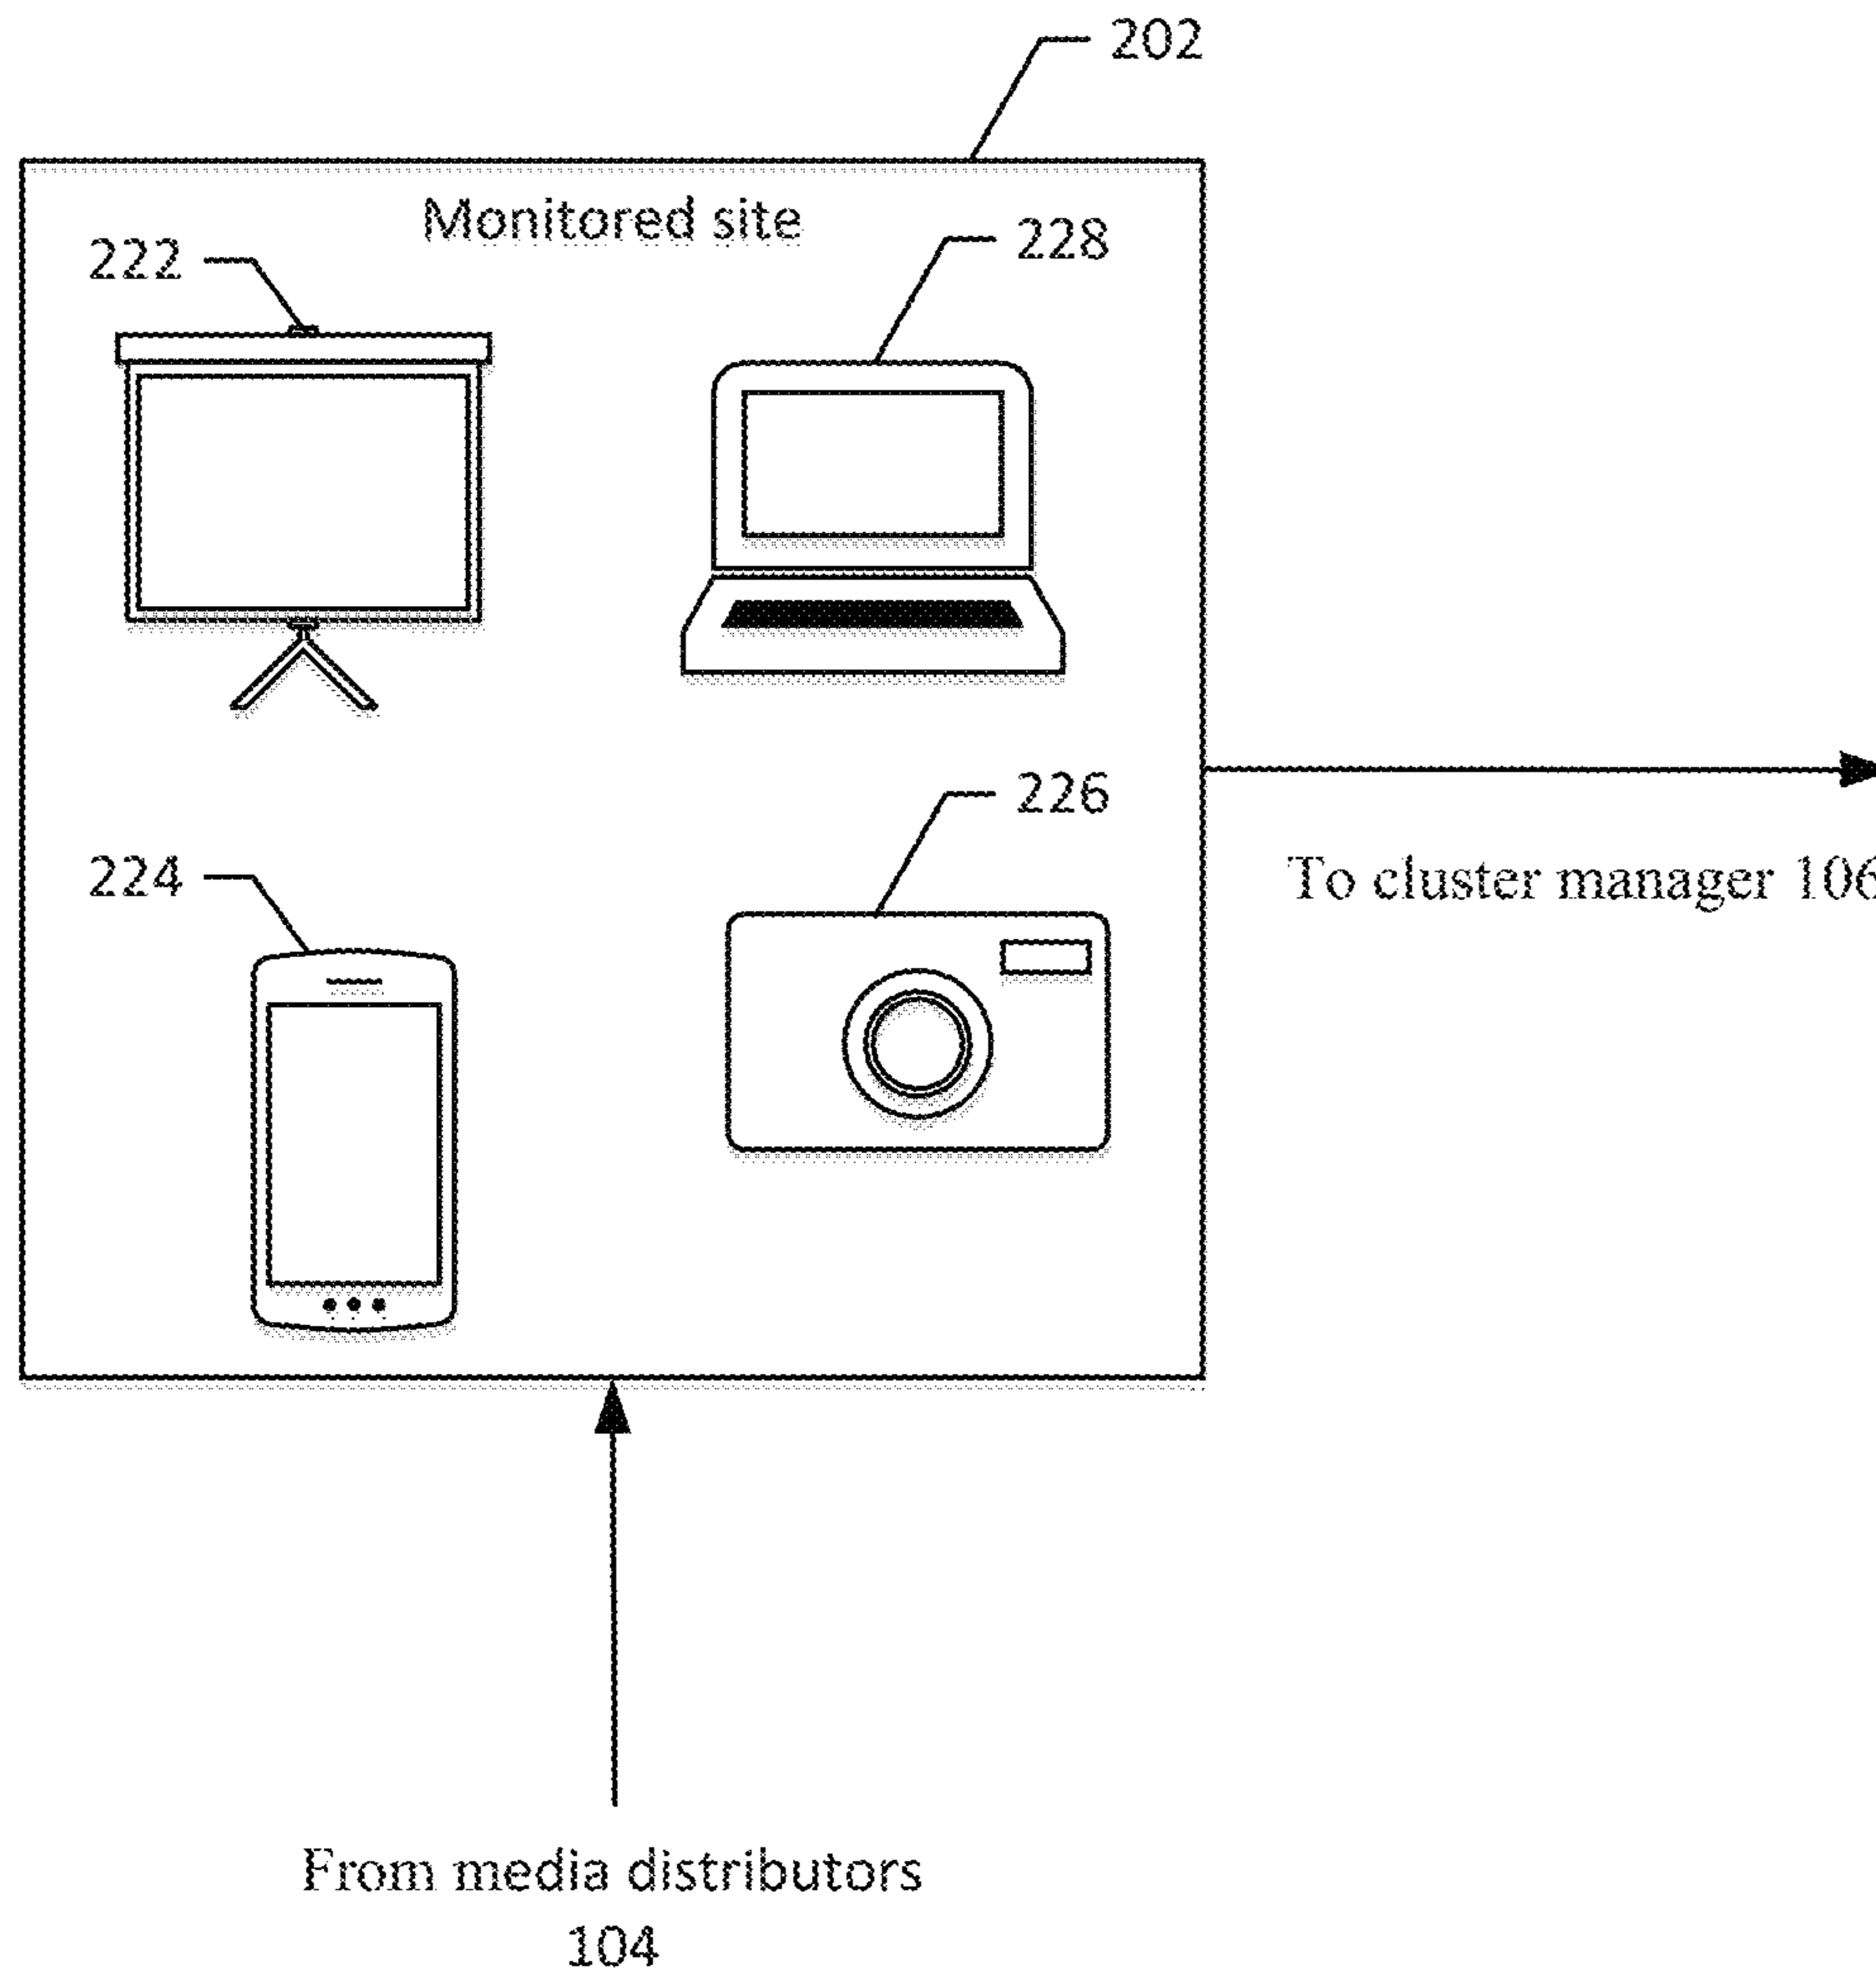 202
Monitored site
222
228
226
224
To cluster manager 106
From media distributors
104